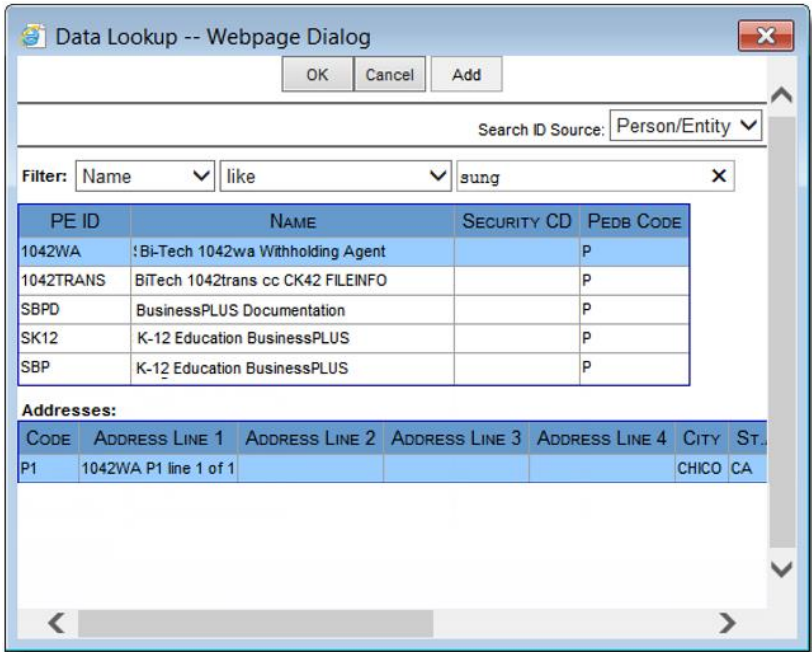 Data Lookup -- Webpage Dialog
OK Cancel Add
Search ID Source: Person/Entity
Filter: Name like sung
PE ID NAME SECURITY CD PEDB CODE
1042WA Bi-Tech 1042wa Withholding Agent P
1042TRANS BiTech 1042trans cc CK42 FILEINFO P
SBPD BusinessPLUS Documentation P
SK12 K-12 Education BusinessPLUS P
SBP K-12 Education BusinessPLUS P
Addresses:
CODE ADDRESS LINE 1 ADDRESS LINE 2 ADDRESS LINE 3 ADDRESS LINE 4 CITY ST.
P1 1042WA P1 line 1 of 1 CHICO CA